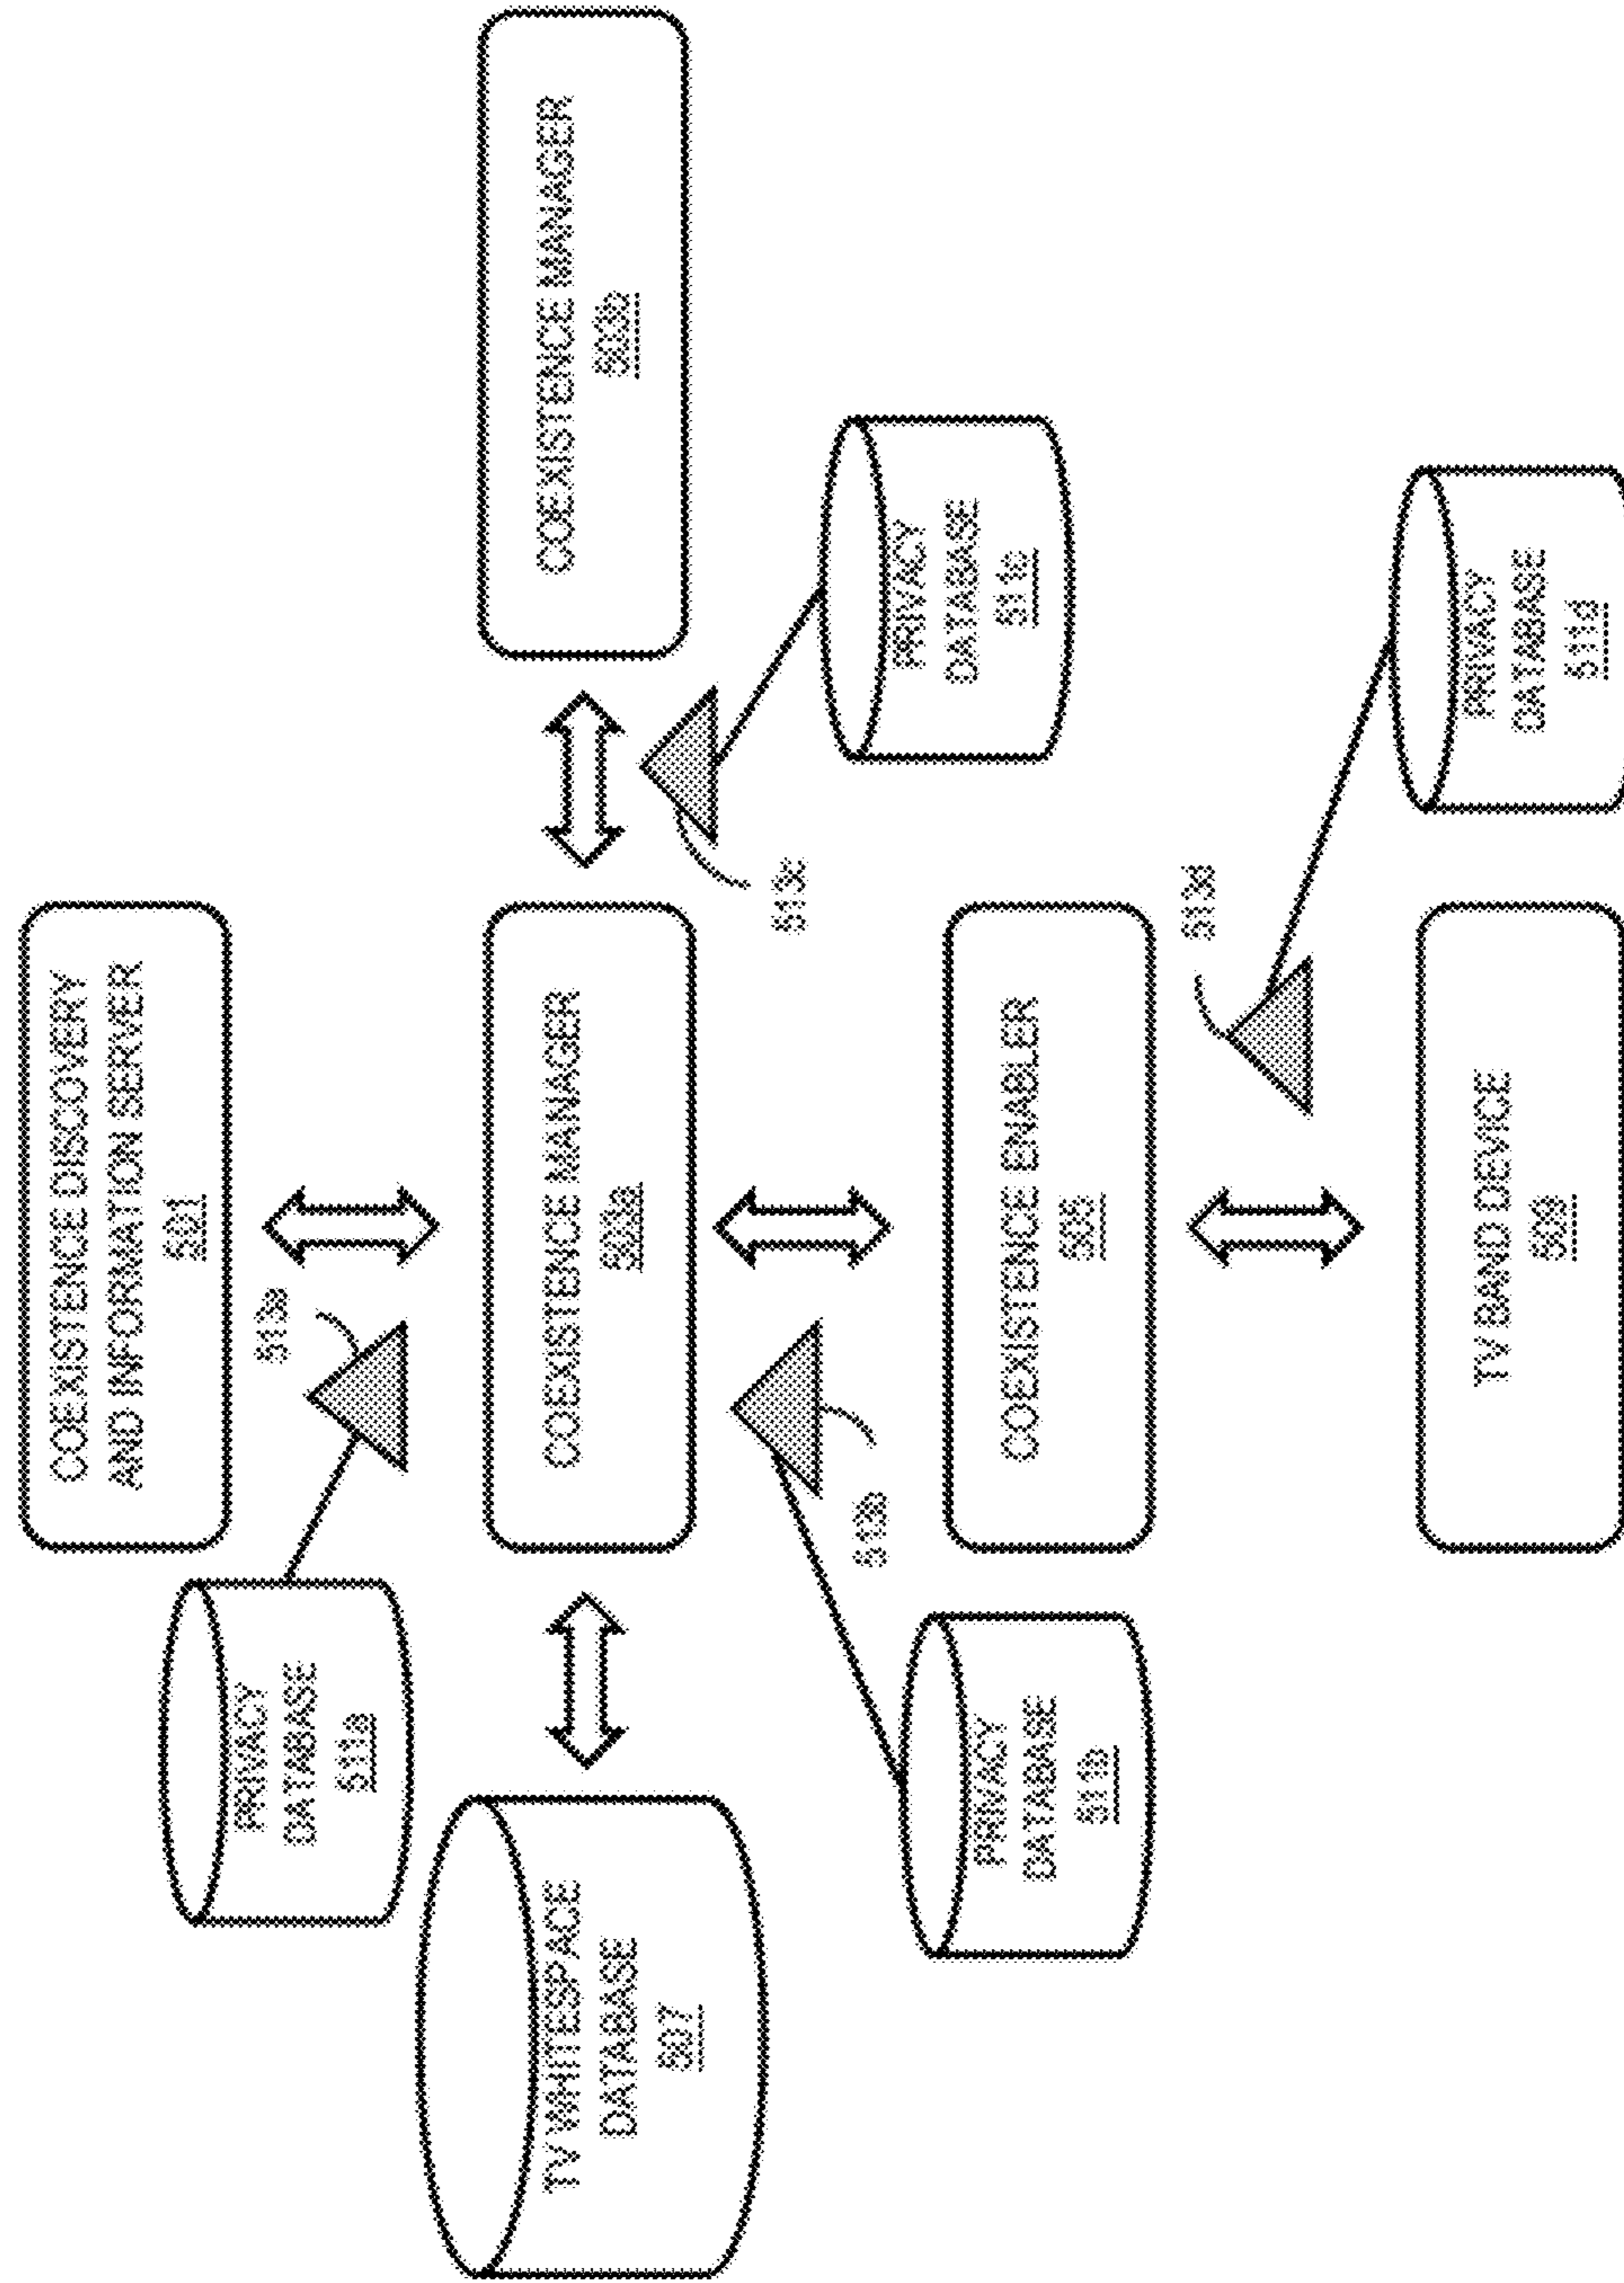 COEXISTENCE DISCOVERY
AND INFORMATION SERVER
501
PRIVACY
DATABASE
511a
513a
TV WHITESPACE
DATABASE
507
COEXISTENCE MANAGER
503a
COEXISTENCE MANAGER
503b
513c
513b
PRIVACY
DATABASE
511c
PRIVACY
DATABASE
511b
COEXISTENCE ENABLER
505
513d
TV BAND DEVICE
509
PRIVACY
DATABASE
511d